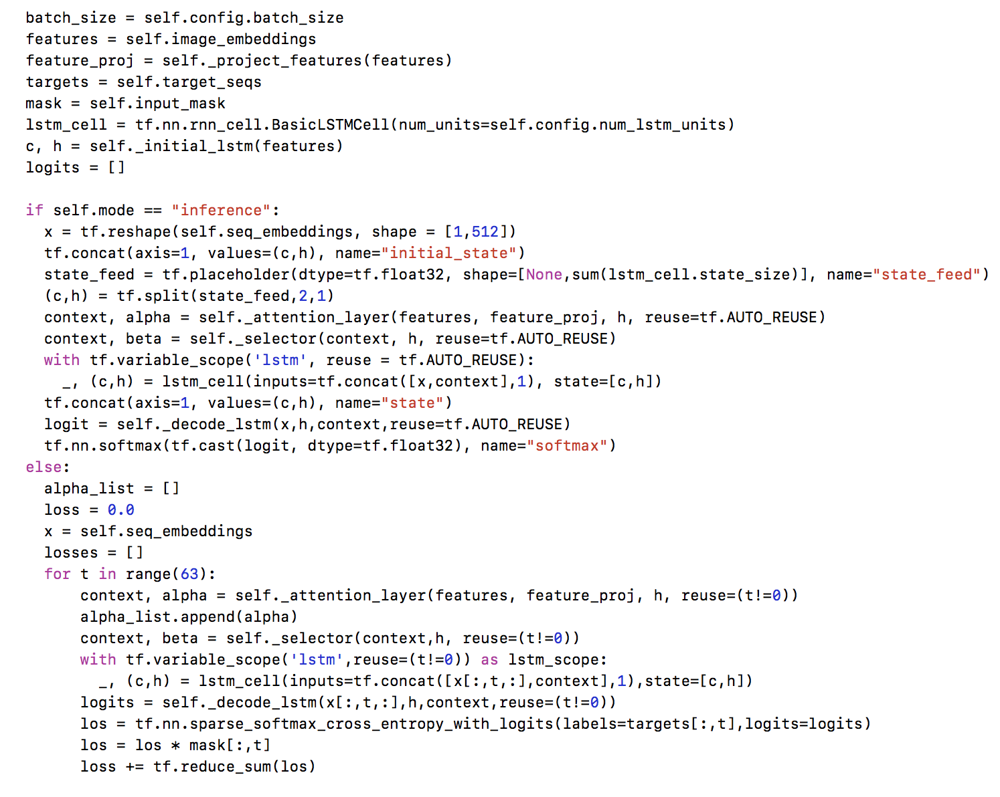 batch_size = self.config.batch_size
features = self.image_embeddings
feature_proj = self._project_features(features)
targets = self.target_seqs
mask = self.input_mask
lstm_cell = tf.nn.rnn_cell.BasicLSTMCell(num_units=self.config.num_lstm_units)
c, h = self._initial_lstm(features)
logits = []

if self.mode == "inference":
  x = tf.reshape(self.seq_embeddings, shape = [1,512])
  tf.concat(axis=1, values=(c,h), name="initial_state")
  state_feed = tf.placeholder(dtype=tf.float32, shape=[None,sum(lstm_cell.state_size)], name="state_feed")
  (c,h) = tf.split(state_feed,2,1)
  context, alpha = self._attention_layer(features, feature_proj, h, reuse=tf.AUTO_REUSE)
  context, beta = self._selector(context, h, reuse=tf.AUTO_REUSE)
  with tf.variable_scope('lstm', reuse = tf.AUTO_REUSE):
    _, (c,h) = lstm_cell(inputs=tf.concat([x,context],1), state=[c,h])
  tf.concat(axis=1, values=(c,h), name="state")
  logit = self._decode_lstm(x,h,context,reuse=tf.AUTO_REUSE)
  tf.nn.softmax(tf.cast(logit, dtype=tf.float32), name="softmax")
else:
  alpha_list = []
  loss = 0.0
  x = self.seq_embeddings
  losses = []
  for t in range(63):
      context, alpha = self._attention_layer(features, feature_proj, h, reuse=(t!=0))
      alpha_list.append(alpha)
      context, beta = self._selector(context,h, reuse=(t!=0))
      with tf.variable_scope('lstm',reuse=(t!=0)) as lstm_scope:
        _, (c,h) = lstm_cell(inputs=tf.concat([x[:,t,:],context],1),state=[c,h])
      logits = self._decode_lstm(x[:,t,:],h,context,reuse=(t!=0))
      los = tf.nn.sparse_softmax_cross_entropy_with_logits(labels=targets[:,t],logits=logits)
      los = los * mask[:,t]
      loss += tf.reduce_sum(los)